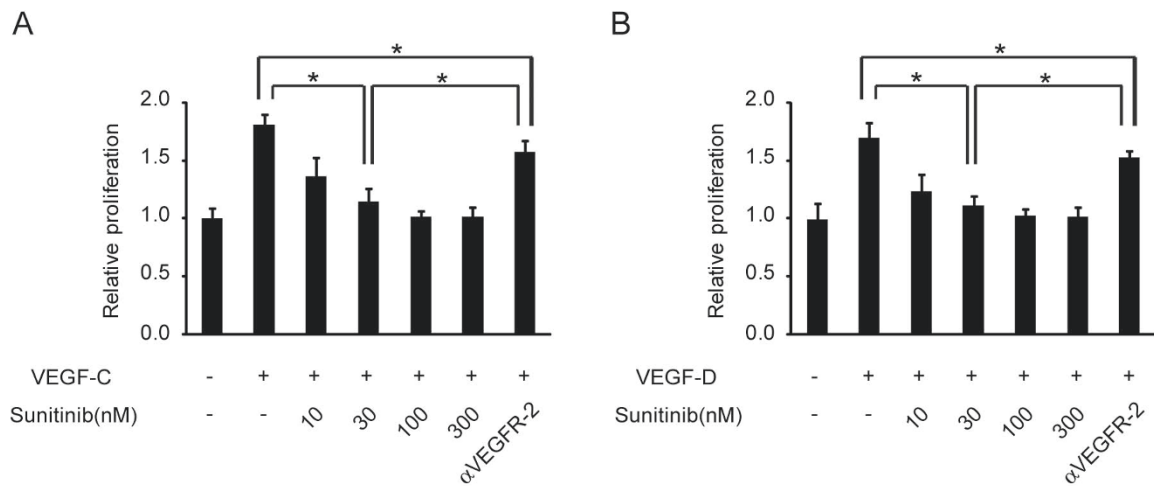 A
*
*
*
Relative proliferation
2.0
1.5
1.0
0.5
0.0
VEGF-C - + + + + + +
Sunitinib(nM) - - 10 30 100 300 αVEGFR-2
B
*
*
*
Relative proliferation
2.0
1.5
1.0
0.5
0.0
VEGF-D - + + + + + +
Sunitinib(nM) - - 10 30 100 300 αVEGFR-2